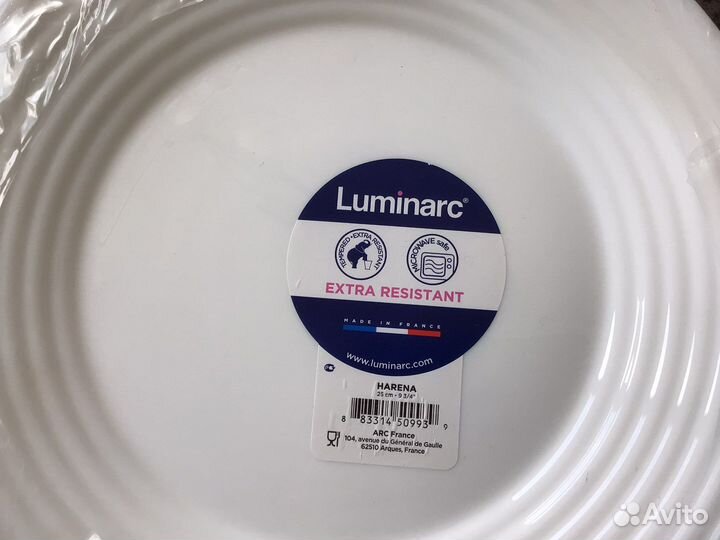 Luminarc®
TEMPERED • EXTRA RESISTANT
MICROWAVE safe
EXTRA RESISTANT
MADE IN FRANCE
www.luminarc.com
HARENA
25 cm - 9 3/4"
8 83314 50993 9
ARC France
104, avenue du Général de Gaulle
62510 Arques, France
Avito